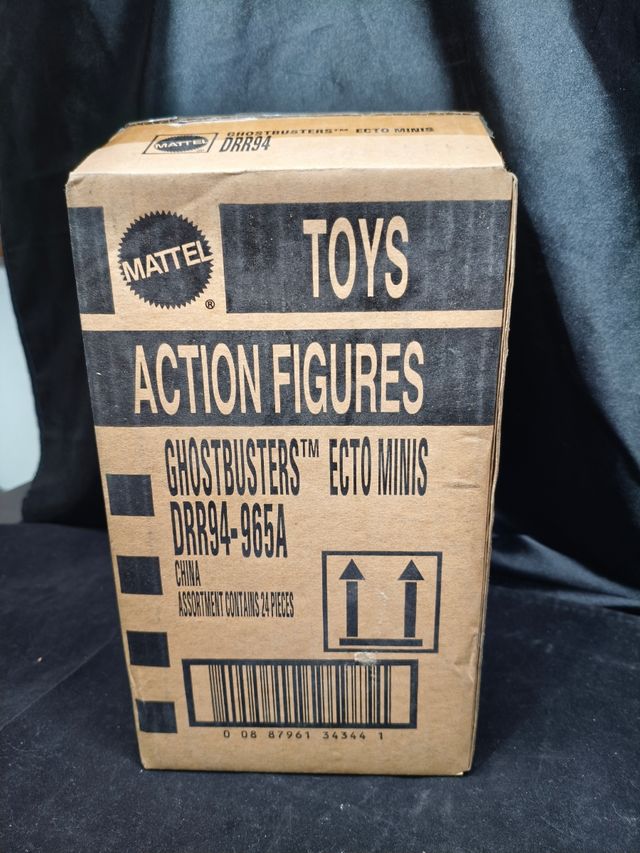 GHOSTBUSTERS™ ECTO MINIS
MATTEL DRR94
MATTEL
®
TOYS
ACTION FIGURES
GHOSTBUSTERS™ ECTO MINIS
DRR94-965A
CHINA
ASSORTMENT CONTAINS 24 PIECES
0 08 87961 34344 1